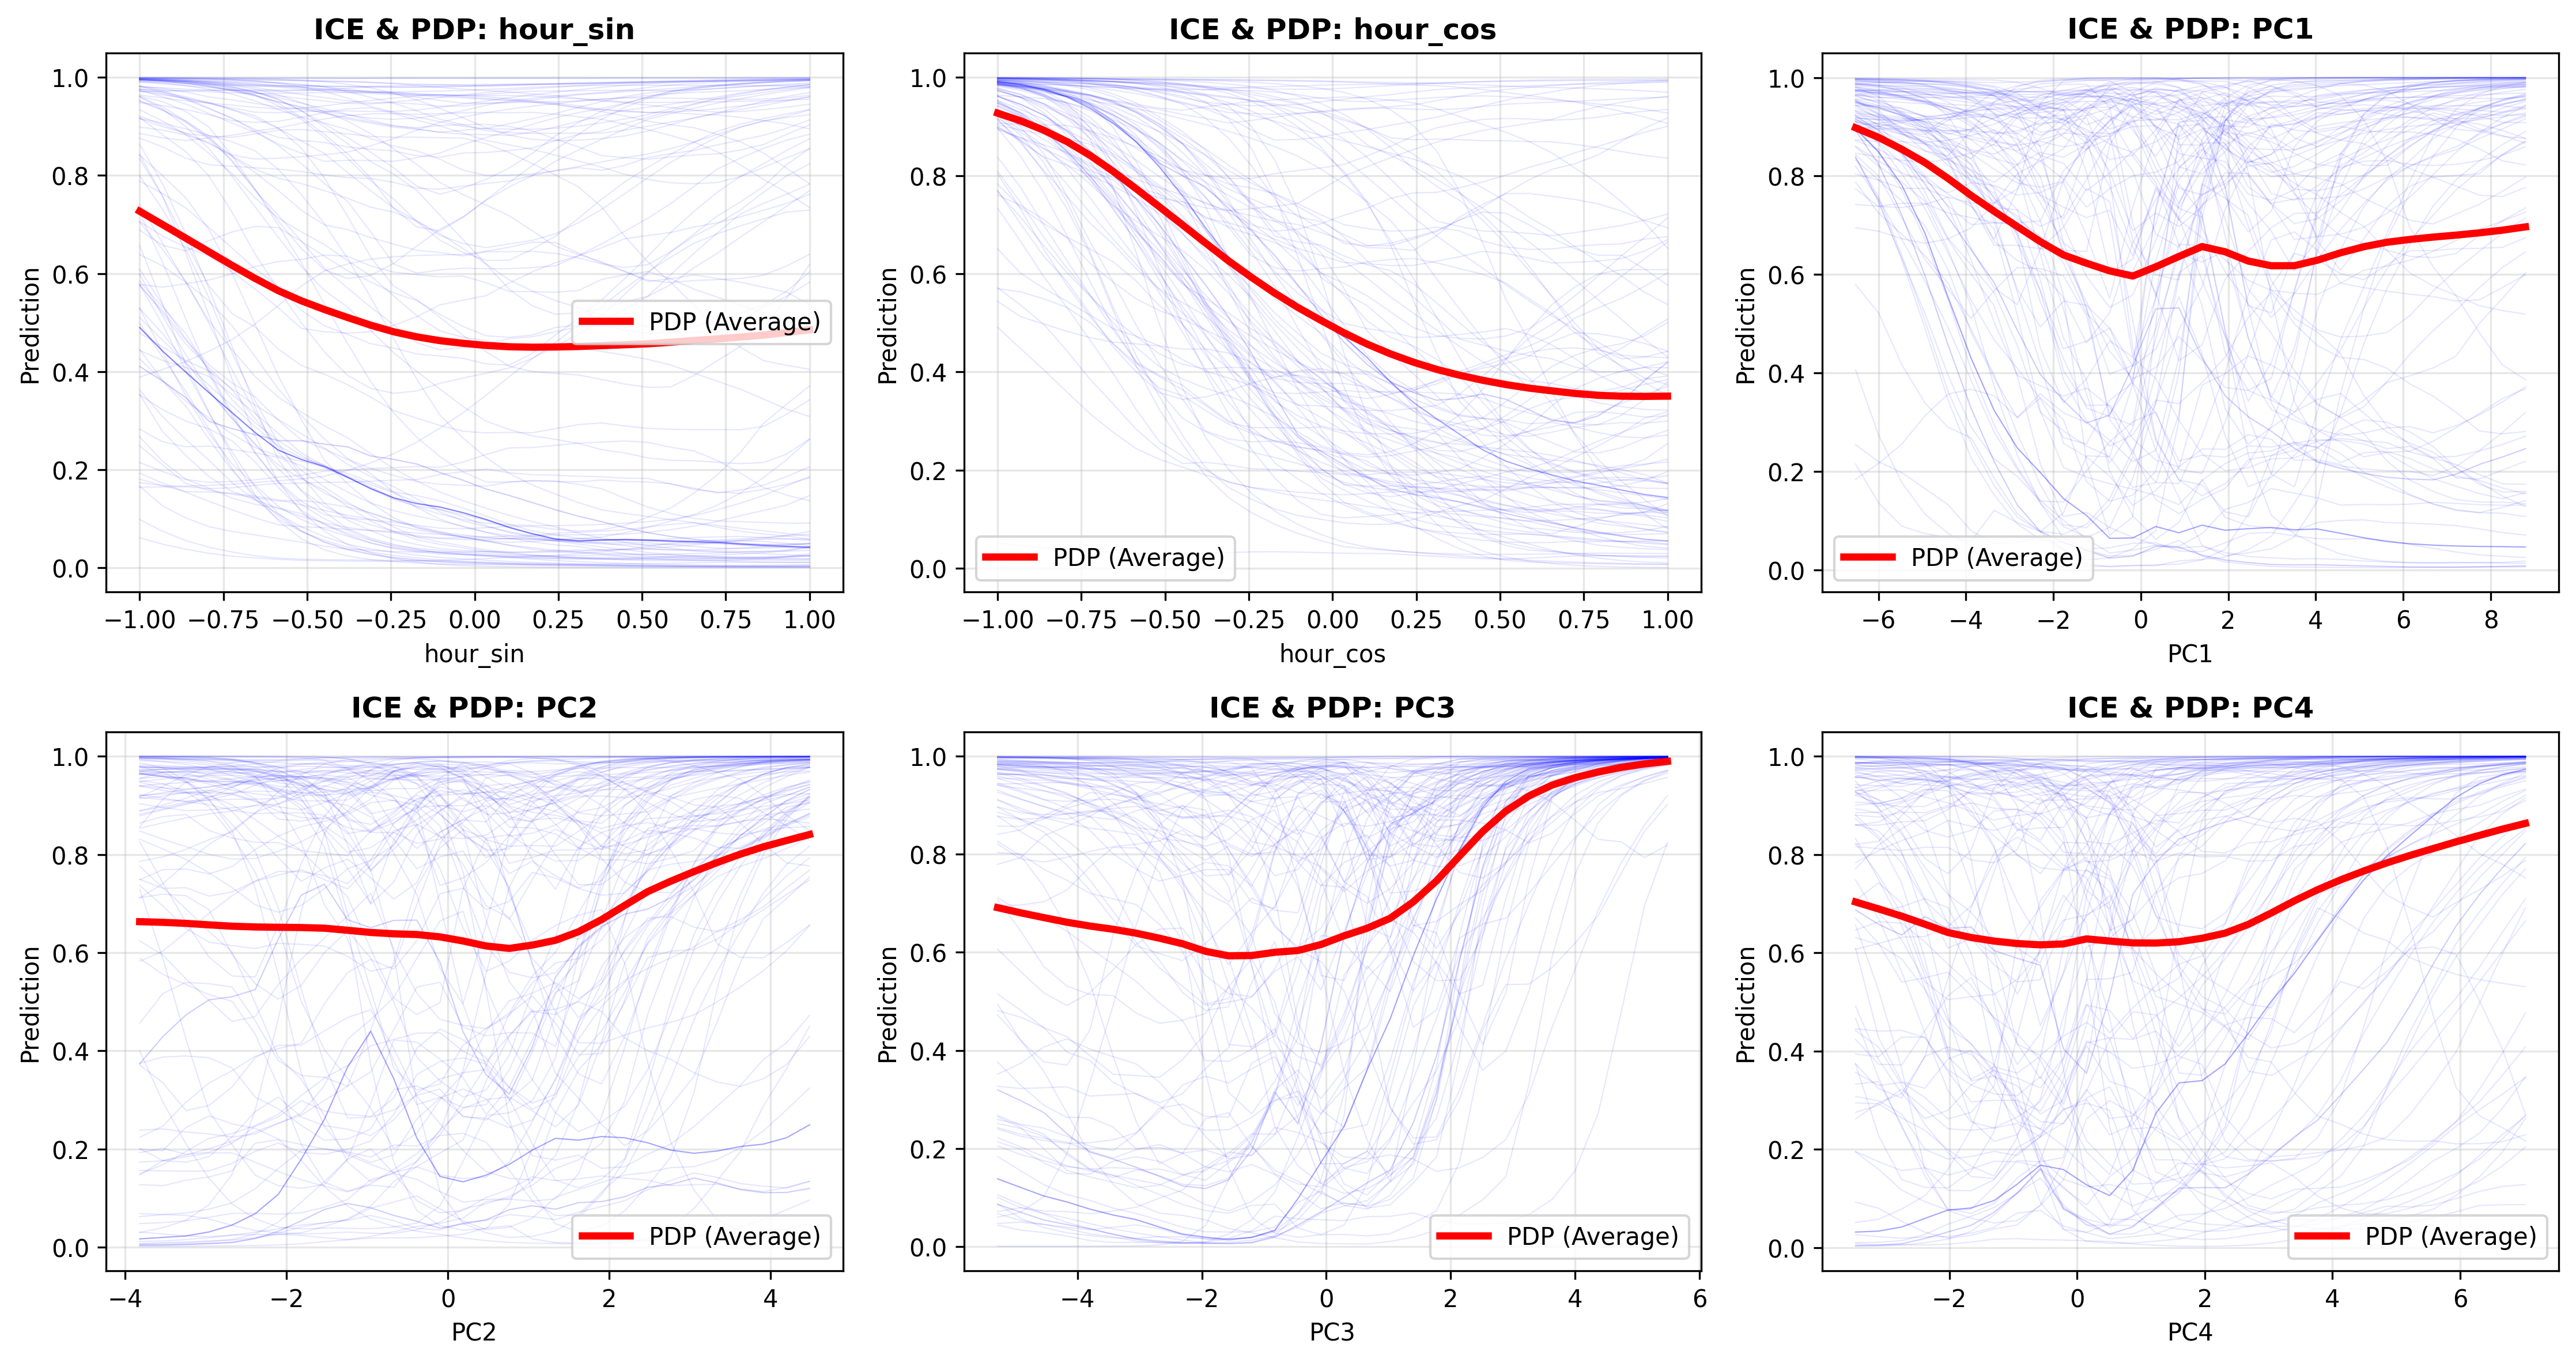 ICE & PDP: hour_sin
Prediction
1.0
0.8
0.6
0.4
0.2
0.0
PDP (Average)
−1.00 −0.75 −0.50 −0.25 0.00 0.25 0.50 0.75 1.00
hour_sin
ICE & PDP: hour_cos
Prediction
1.0
0.8
0.6
0.4
0.2
0.0
PDP (Average)
−1.00 −0.75 −0.50 −0.25 0.00 0.25 0.50 0.75 1.00
hour_cos
ICE & PDP: PC1
Prediction
1.0
0.8
0.6
0.4
0.2
0.0
PDP (Average)
−6 −4 −2 0 2 4 6 8
PC1
ICE & PDP: PC2
Prediction
1.0
0.8
0.6
0.4
0.2
0.0
PDP (Average)
−4 −2 0 2 4
PC2
ICE & PDP: PC3
Prediction
1.0
0.8
0.6
0.4
0.2
0.0
PDP (Average)
−4 −2 0 2 4 6
PC3
ICE & PDP: PC4
Prediction
1.0
0.8
0.6
0.4
0.2
0.0
PDP (Average)
−2 0 2 4 6
PC4